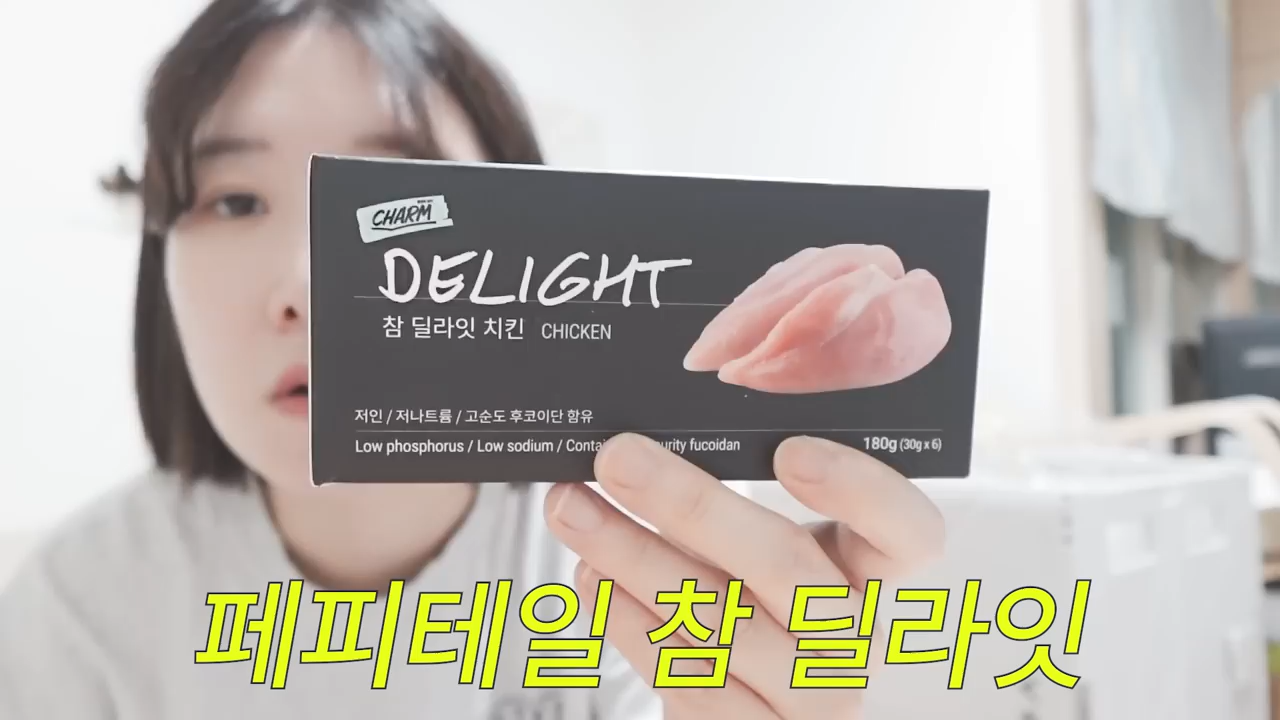 CHARM
DELIGHT
참 딜라잇 치킨 CHICKEN
저인 / 저나트륨 / 고순도 후코이단 함유
Low phosphorus / Low sodium / fucoidan
180g (30g x 6)
페피테일 참 딜라잇